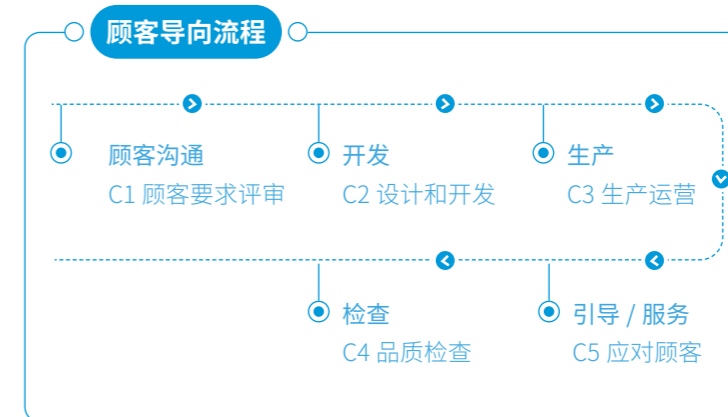 顾客导向流程
顾客沟通
C1 顾客要求评审
开发
C2 设计和开发
生产
C3 生产运营
检查
C4 品质检查
引导 / 服务
C5 应对顾客